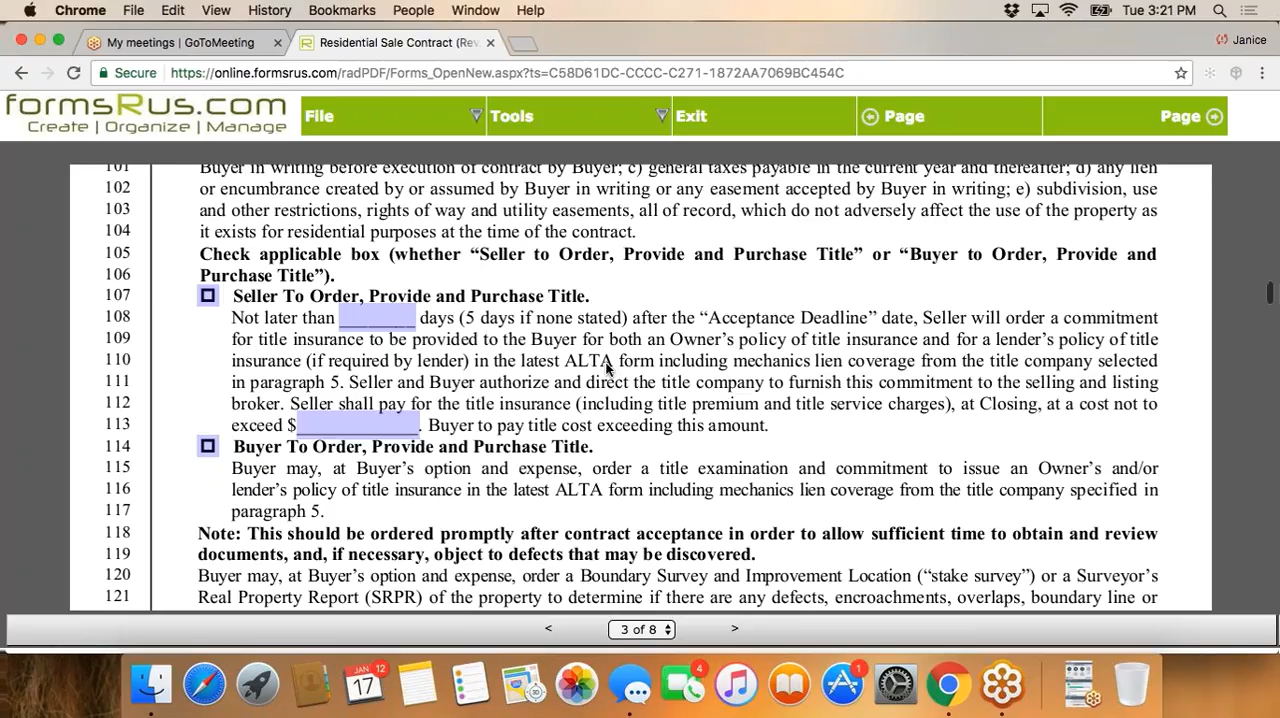 Chrome File Edit View History Bookmarks People Window Help Tue 3:21 PM
My meetings | GoToMeeting × Residential Sale Contract (Rev. × Janice
Secure https://online.formsrus.com/radPDF/Forms_OpenNew.aspx?ts=C58D61DC-CCCC-C271-1872AA7069BC454C
formsRus.com
Create | Organize | Manage
File Tools Exit Page Page
101 Buyer in writing before execution of contract by Buyer; c) general taxes payable in the current year and thereafter; d) any lien
102 or encumbrance created by or assumed by Buyer in writing or any easement accepted by Buyer in writing; e) subdivision, use
103 and other restrictions, rights of way and utility easements, all of record, which do not adversely affect the use of the property as
104 it exists for residential purposes at the time of the contract.
105 Check applicable box (whether “Seller to Order, Provide and Purchase Title” or “Buyer to Order, Provide and
106 Purchase Title”).
107 Seller To Order, Provide and Purchase Title.
108 Not later than ________ days (5 days if none stated) after the “Acceptance Deadline” date, Seller will order a commitment
109 for title insurance to be provided to the Buyer for both an Owner’s policy of title insurance and for a lender’s policy of title
110 insurance (if required by lender) in the latest ALTA form including mechanics lien coverage from the title company selected
111 in paragraph 5. Seller and Buyer authorize and direct the title company to furnish this commitment to the selling and listing
112 broker. Seller shall pay for the title insurance (including title premium and title service charges), at Closing, at a cost not to
113 exceed $_____________. Buyer to pay title cost exceeding this amount.
114 Buyer To Order, Provide and Purchase Title.
115 Buyer may, at Buyer’s option and expense, order a title examination and commitment to issue an Owner’s and/or
116 lender’s policy of title insurance in the latest ALTA form including mechanics lien coverage from the title company specified in
117 paragraph 5.
118 Note: This should be ordered promptly after contract acceptance in order to allow sufficient time to obtain and review
119 documents, and, if necessary, object to defects that may be discovered.
120 Buyer may, at Buyer’s option and expense, order a Boundary Survey and Improvement Location (“stake survey”) or a Surveyor’s
121 Real Property Report (SRPR) of the property to determine if there are any defects, encroachments, overlaps, boundary line or
< 3 of 8 >
JAN 17 12 4 1